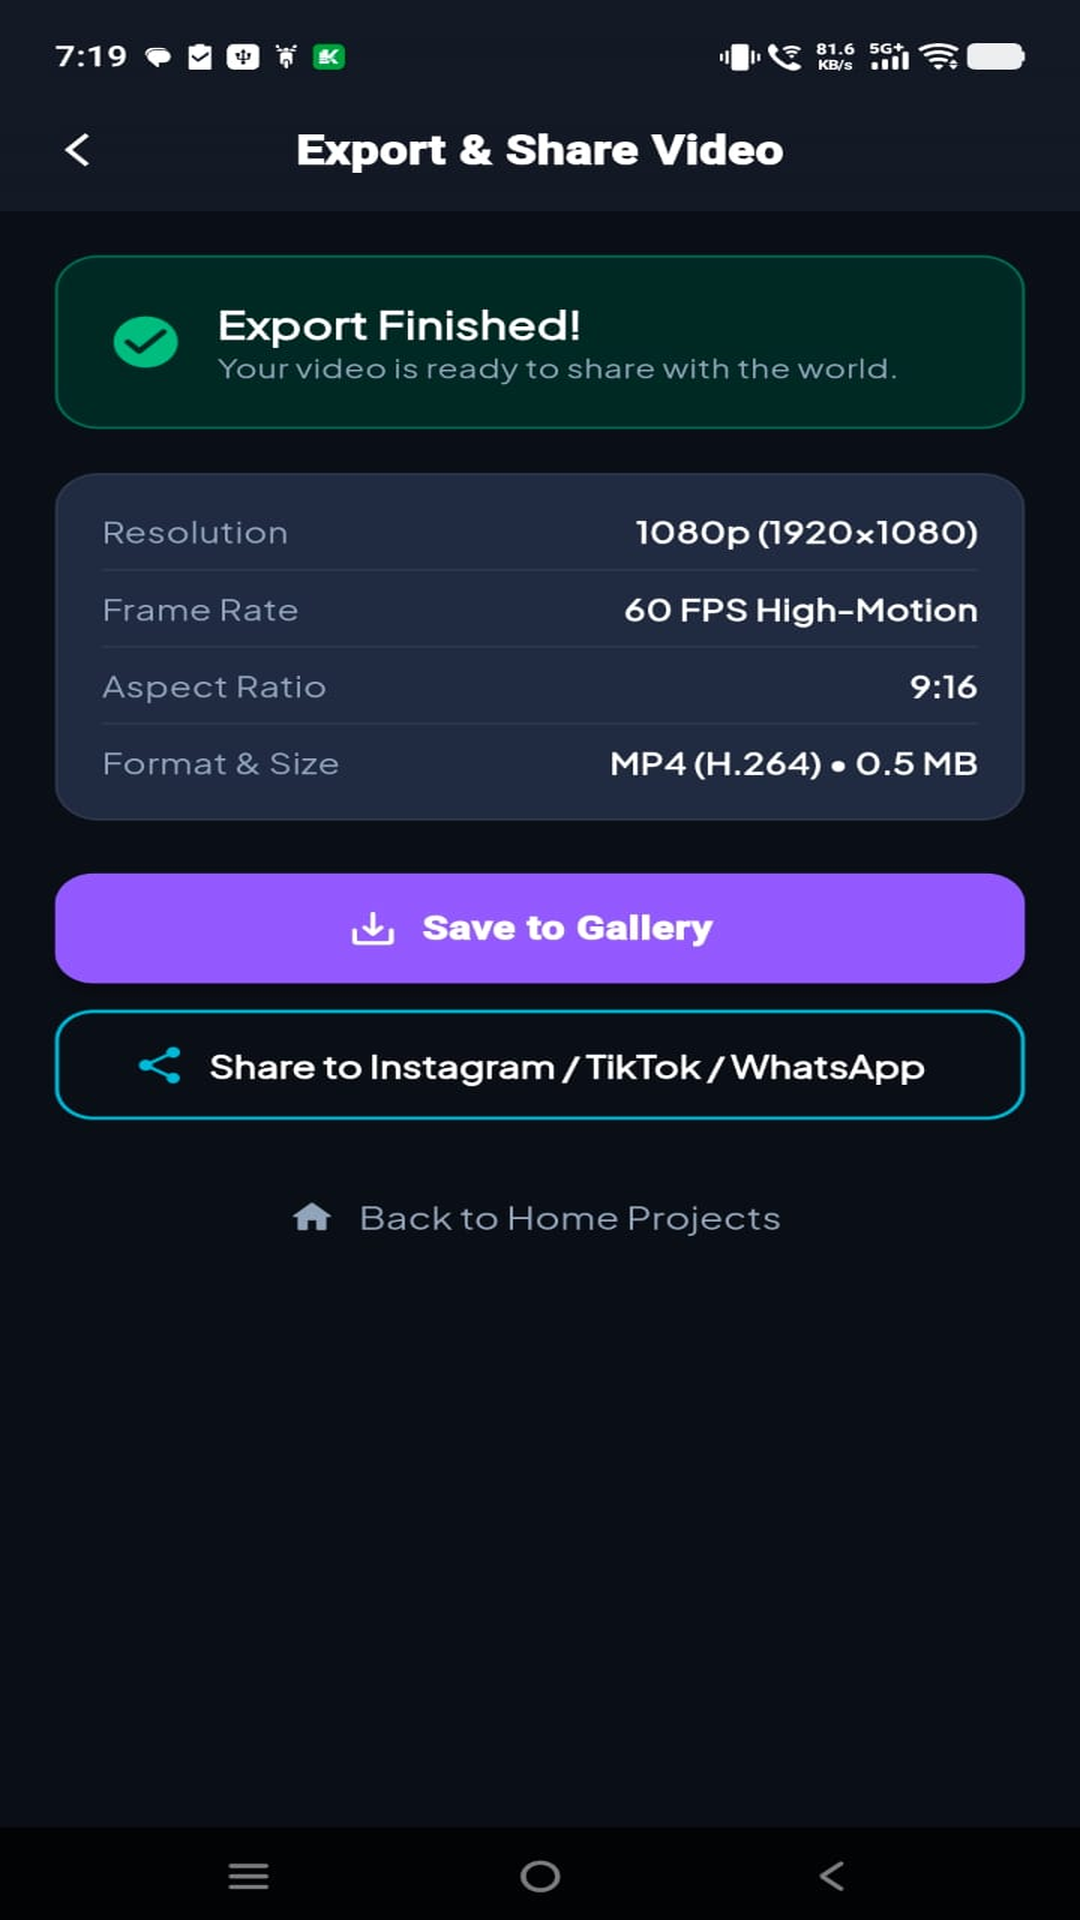 7:19
81.6
KB/s
5G+
Export & Share Video
Export Finished!
Your video is ready to share with the world.
Resolution 1080p (1920×1080)
Frame Rate 60 FPS High-Motion
Aspect Ratio 9:16
Format & Size MP4 (H.264) • 0.5 MB
Save to Gallery
Share to Instagram / TikTok / WhatsApp
Back to Home Projects